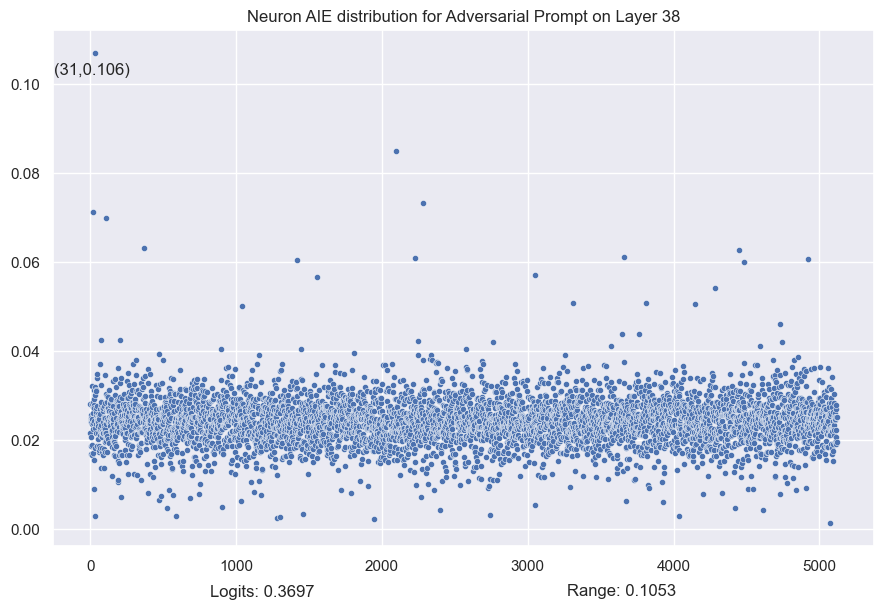 Neuron AIE distribution for Adversarial Prompt on Layer 38
(31,0.106)
0.10
0.08
0.06
0.04
0.02
0.00
0 1000 2000 3000 4000 5000
Logits: 0.3697 Range: 0.1053